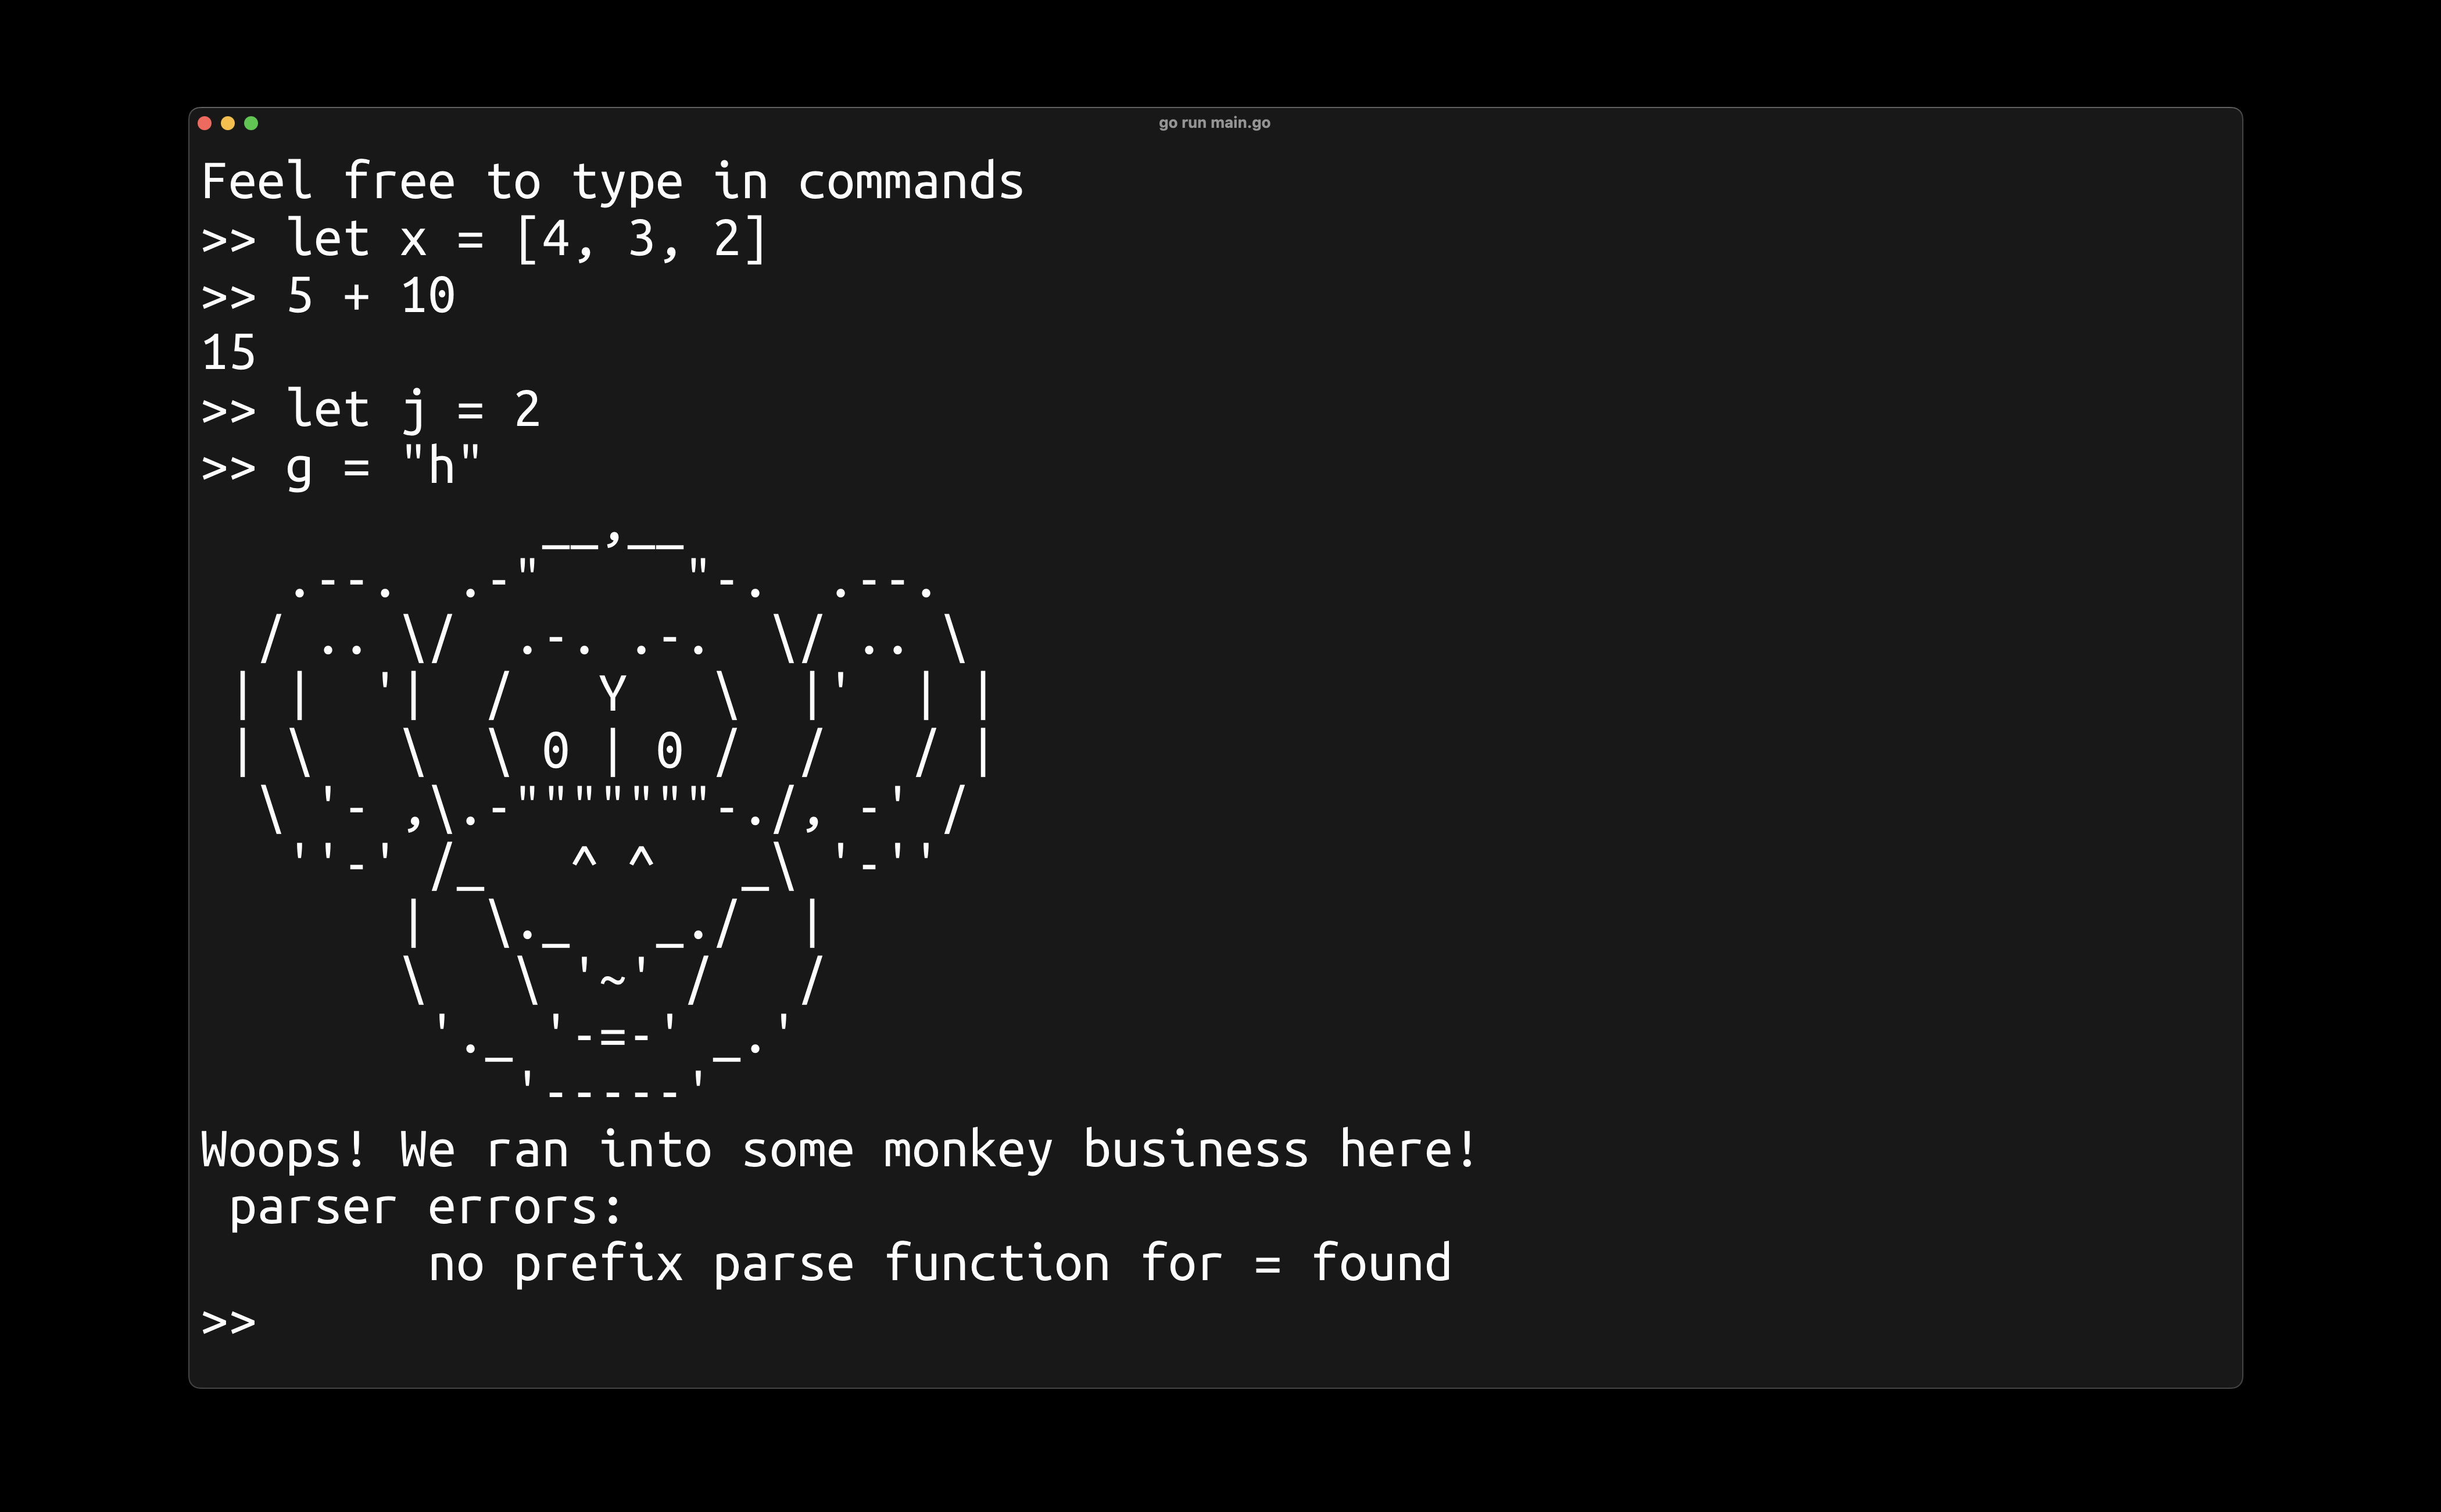 go run main.go
Feel free to type in commands
>> let x = [4, 3, 2]
>> 5 + 10
15
>> let j = 2
>> g = "h"
            __,__
   .--.  .-"     "-.  .--.
  / .. \/  .-. .-.  \/ .. \
 | |  '|  /   Y   \  |'  | |
 | \   \  \ 0 | 0 /  /   / |
  \ '- ,\.-"""""""-./, -' /
   ''-' /_   ^ ^   _\ '-''
       |  \._   _./  |
       \   \ '~' /   /
        '._ '-=-' _.'
           '-----'
Woops! We ran into some monkey business here!
 parser errors:
        no prefix parse function for = found
>>